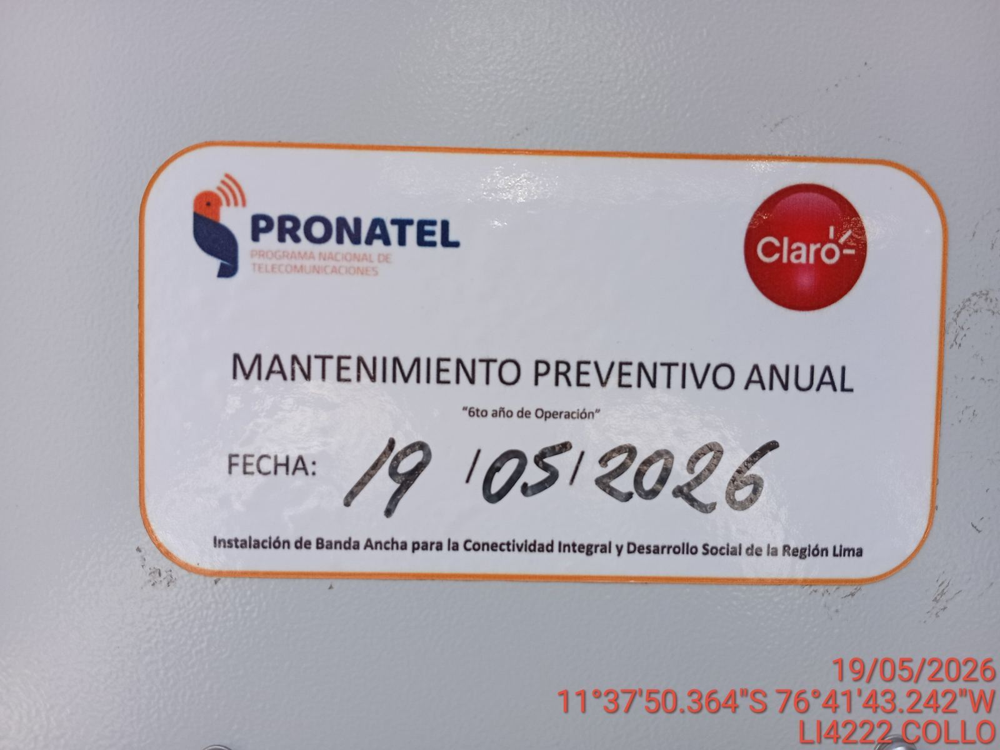 PRONATEL
PROGRAMA NACIONAL DE
TELECOMUNICACIONES
Claro
MANTENIMIENTO PREVENTIVO ANUAL
"6to año de Operación"
FECHA: 19 / 05 / 2026
Instalación de Banda Ancha para la Conectividad Integral y Desarrollo Social de la Región Lima
19/05/2026
11°37'50.364"S 76°41'43.242"W
LI4222 COLLO